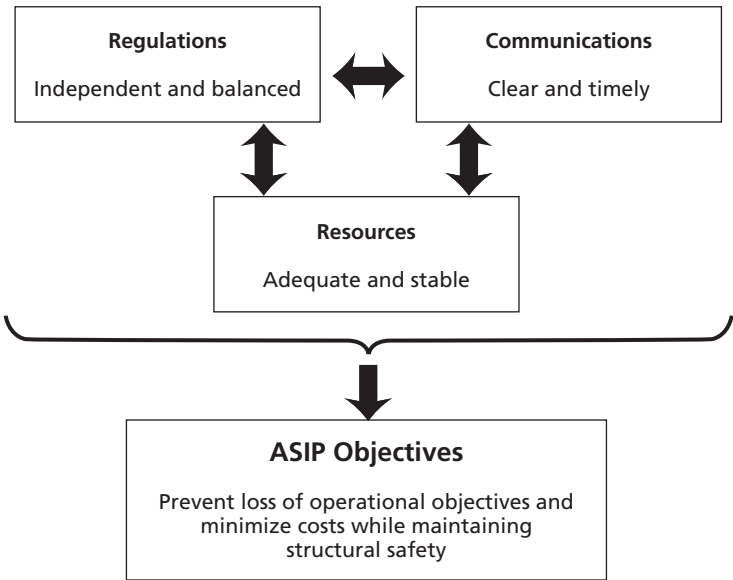 Regulations
Independent and balanced
Communications
Clear and timely
Resources
Adequate and stable
ASIP Objectives
Prevent loss of operational objectives and
minimize costs while maintaining
structural safety